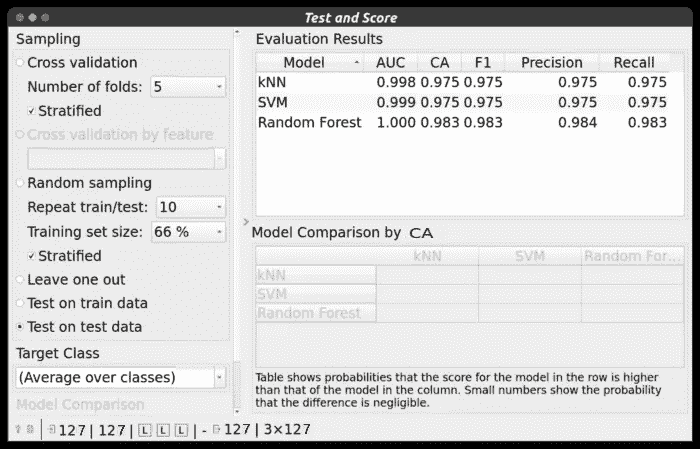 Test and Score
Sampling
Cross validation
Number of folds: 5
Stratified
Cross validation by feature
Random sampling
Repeat train/test: 10
Training set size: 66 %
Stratified
Leave one out
Test on train data
Test on test data
Target Class
(Average over classes)
Model Comparison
Evaluation Results
Model AUC CA F1 Precision Recall
kNN 0.998 0.975 0.975 0.975 0.975
SVM 0.999 0.975 0.975 0.975 0.975
Random Forest 1.000 0.983 0.983 0.984 0.983
Model Comparison by CA
kNN SVM Random For...
kNN
SVM
Random Forest
Table shows probabilities that the score for the model in the row is higher
than that of the model in the column. Small numbers show the probability
that the difference is negligible.
? 127 | 127 | L L L | - 127 | 3×127